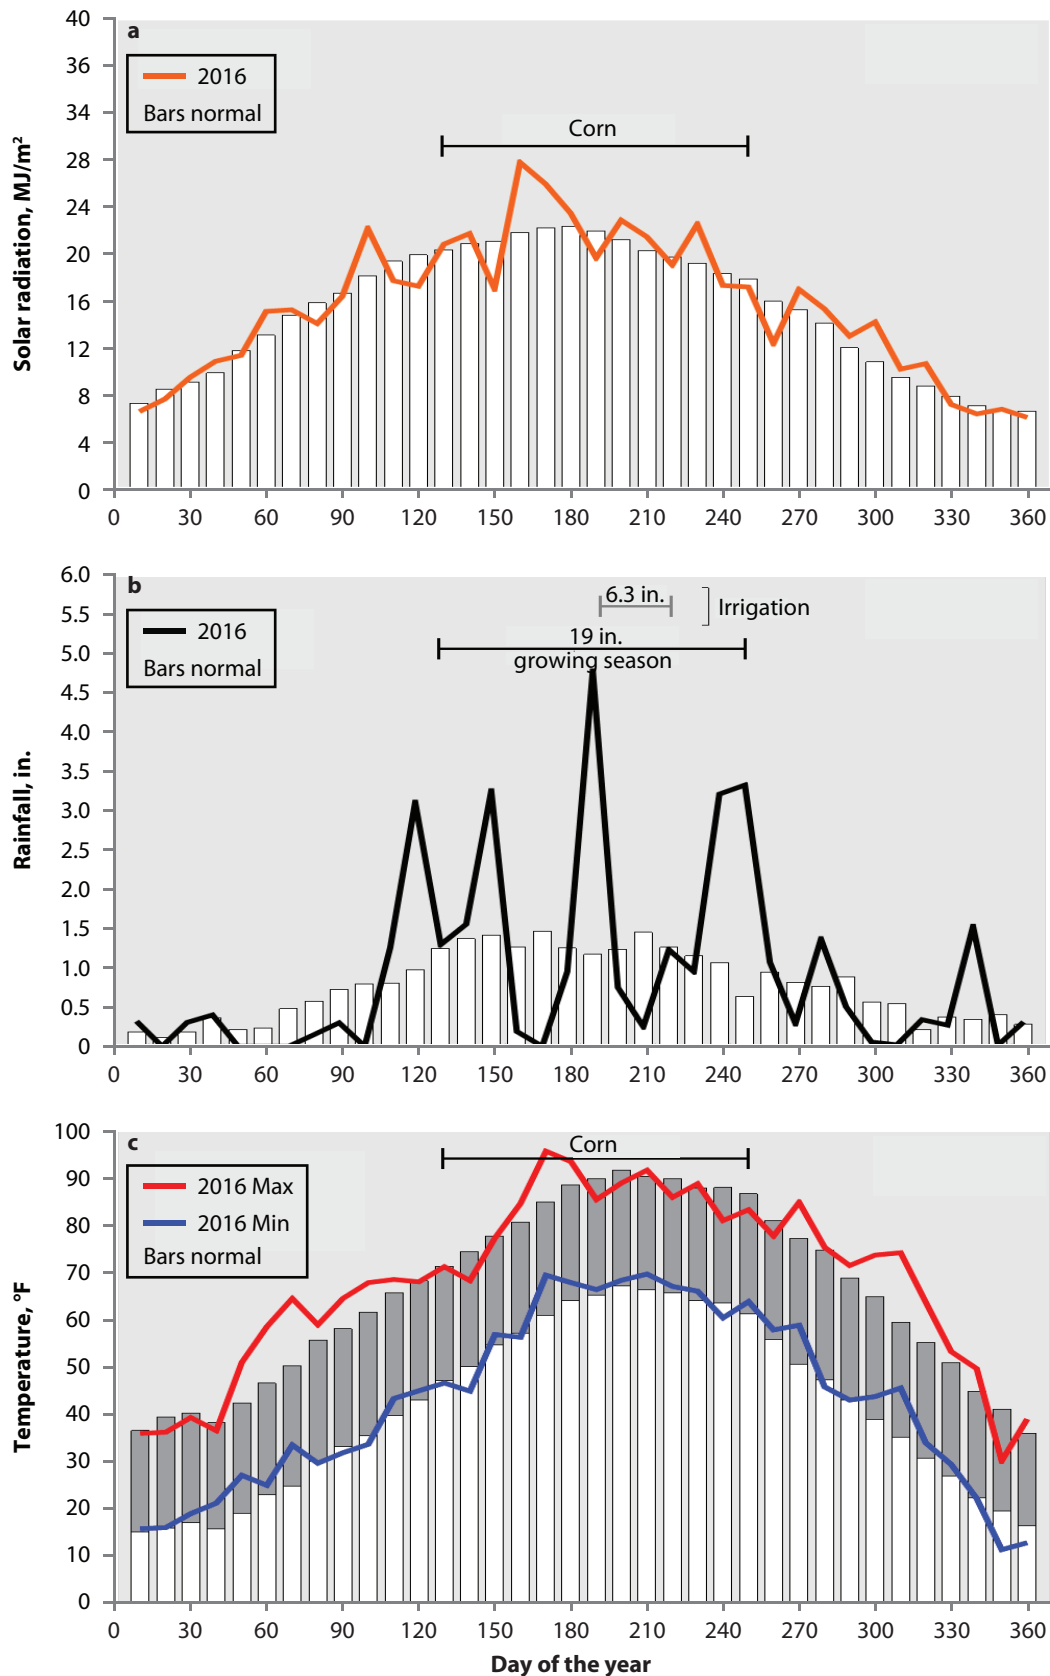 a
40
36
34
28
24
20
16
12
8
4
0
Solar radiation, MJ/m²
2016
Bars normal
Corn
0 30 60 90 120 150 180 210 240 270 300 330 360
b
6.0
5.5
5.0
4.5
4.0
3.5
3.0
2.5
2.0
1.5
1.0
0.5
0
Rainfall, in.
2016
Bars normal
6.3 in.
Irrigation
19 in.
growing season
0 30 60 90 120 150 180 210 240 270 300 330 360
c
100
90
80
70
60
50
40
30
20
10
0
Temperature, °F
2016 Max
2016 Min
Bars normal
Corn
0 30 60 90 120 150 180 210 240 270 300 330 360
Day of the year